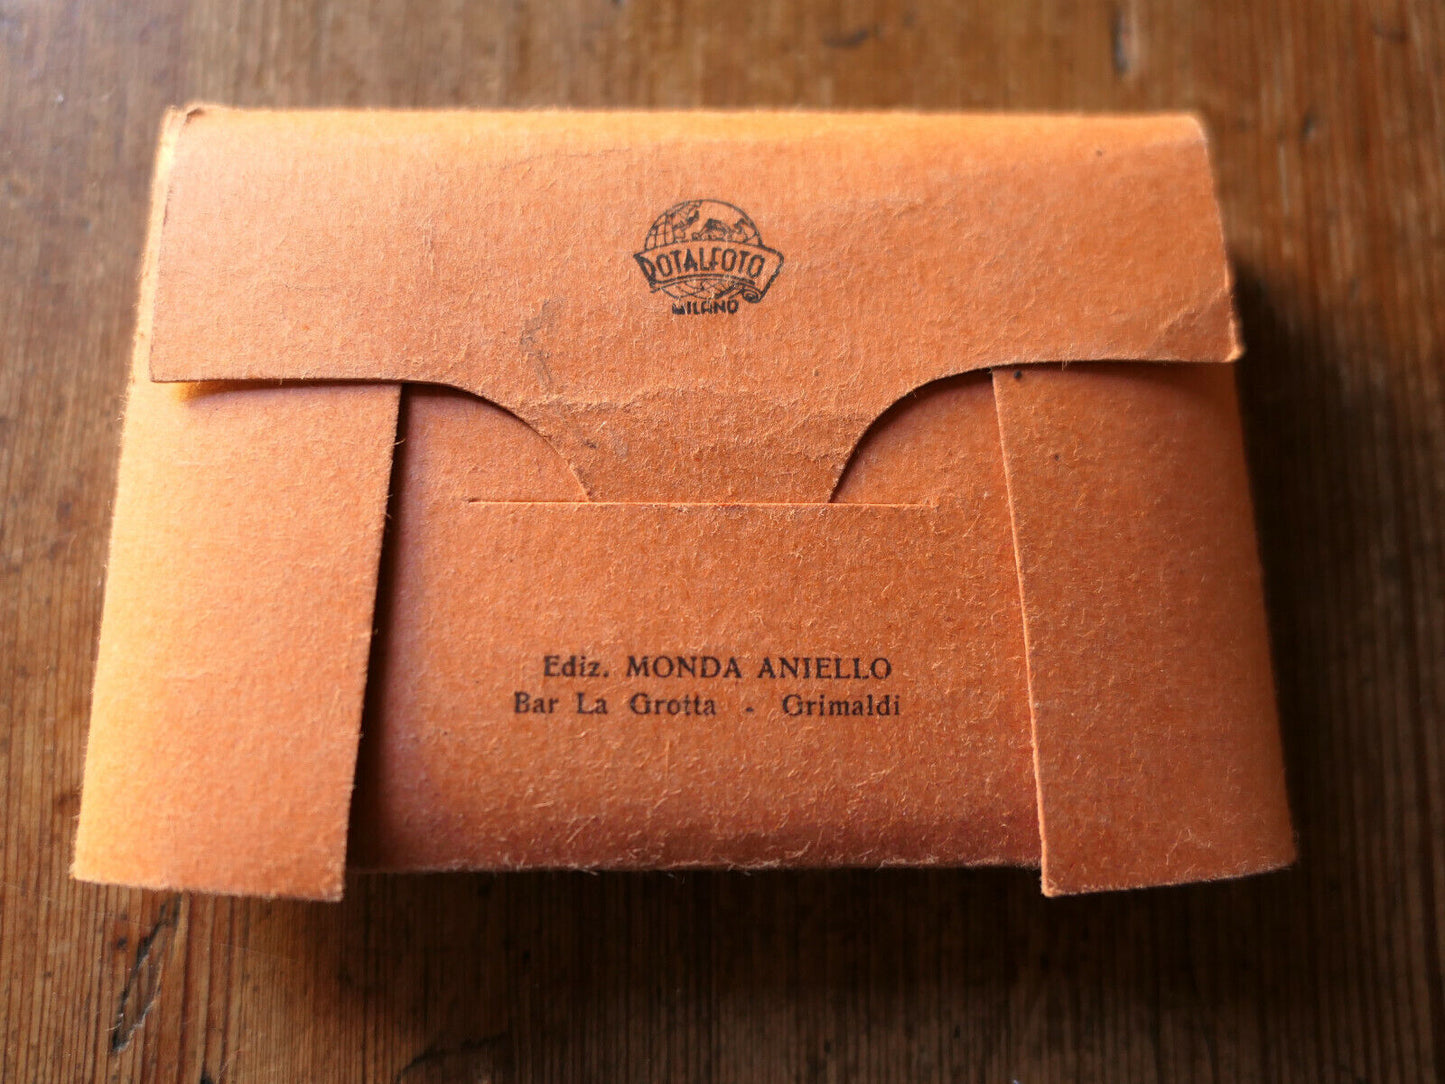 ROTALFOTO
MILANO
Ediz. MONDA ANIELLO
Bar La Grotta - Grimaldi